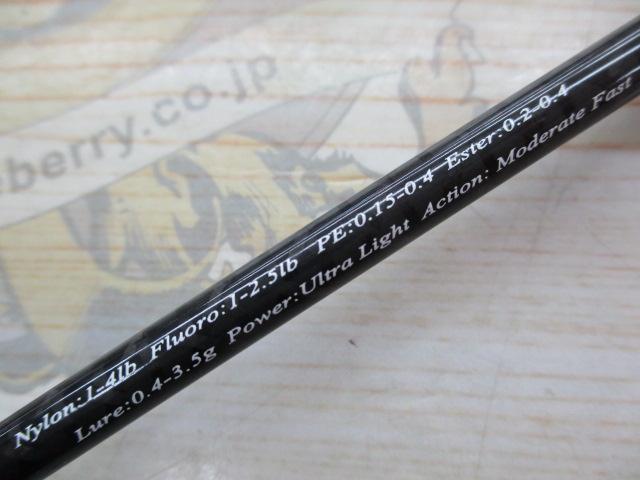 eberry.co.jp
Nylon:1-4lb Fluoro:1-2.5lb PE:0.15-0.4 Ester:0.2-0.4
Lure:0.4-3.5g Power:Ultra Light Action: Moderate Fast